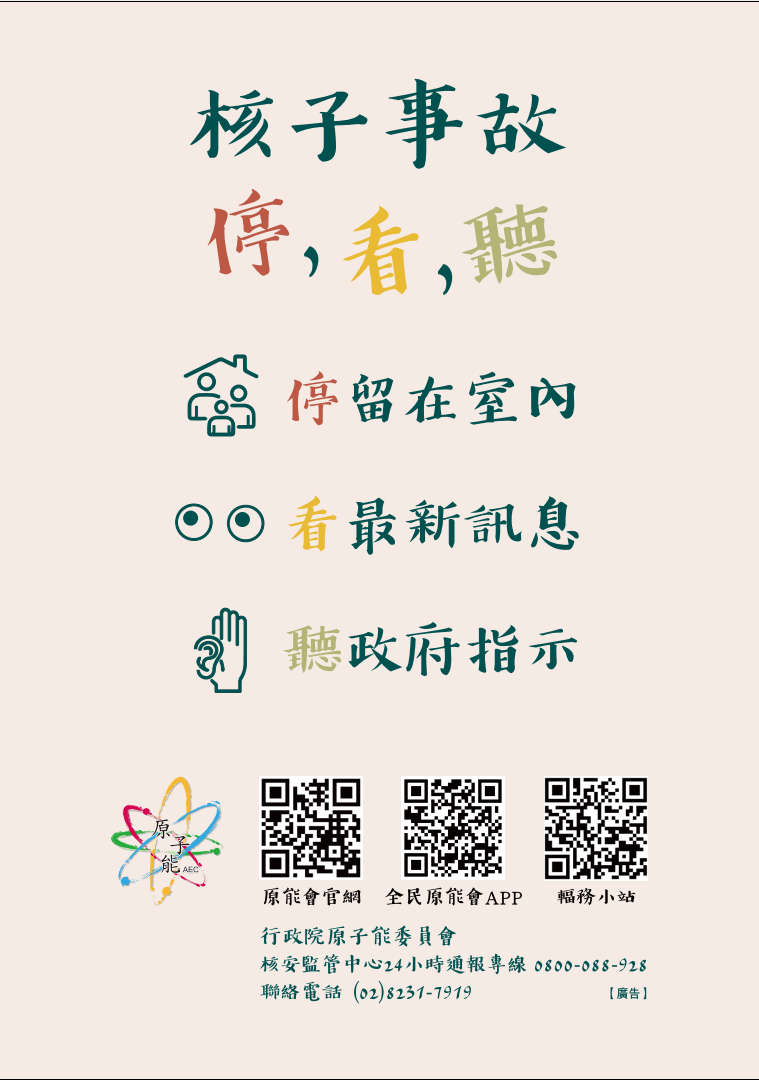 核子事故
停,看,聽
停留在室內
看最新訊息
聽政府指示
原子能 AEC
原能會官網
全民原能會APP
輻務小站
行政院原子能委員會
核安監管中心24小時通報專線 0800-088-928
聯絡電話 (02)8231-7919
【廣告】